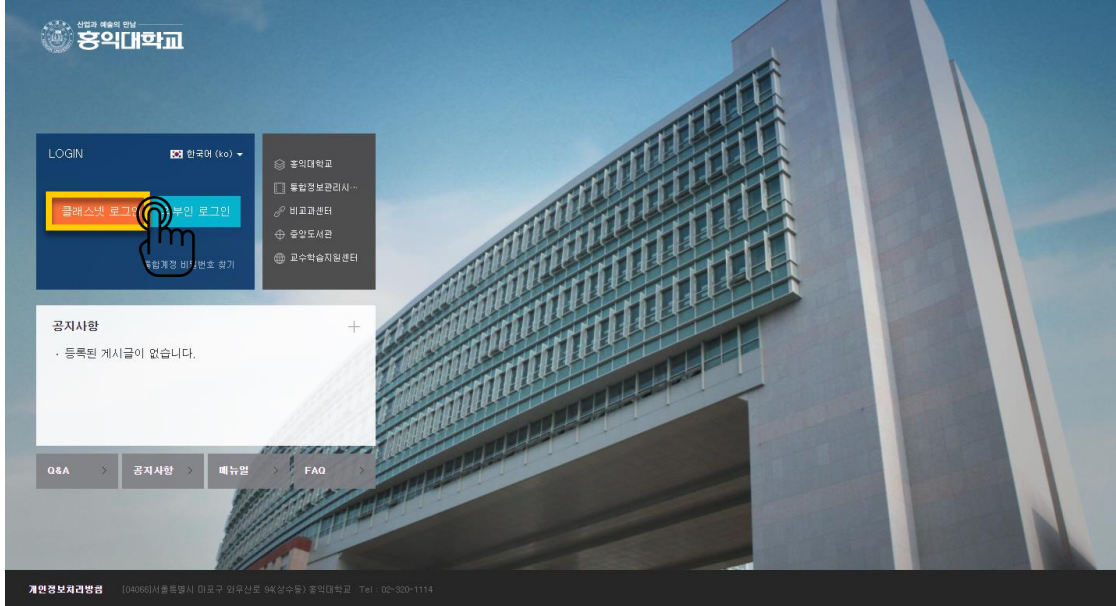 산업과 예술의 만남
홍익대학교
LOGIN
한국어 (ko)
클래스넷 로그인
부인 로그인
통합계정 비밀번호 찾기
홍익대학교
통합정보관리시…
비교과센터
중앙도서관
교수학습지원센터
공지사항
· 등록된 게시글이 없습니다.
Q&A
공지사항
매뉴얼
FAQ
개인정보처리방침 [04066]서울특별시 마포구 와우산로 94(상수동) 홍익대학교 Tel : 02-320-1114